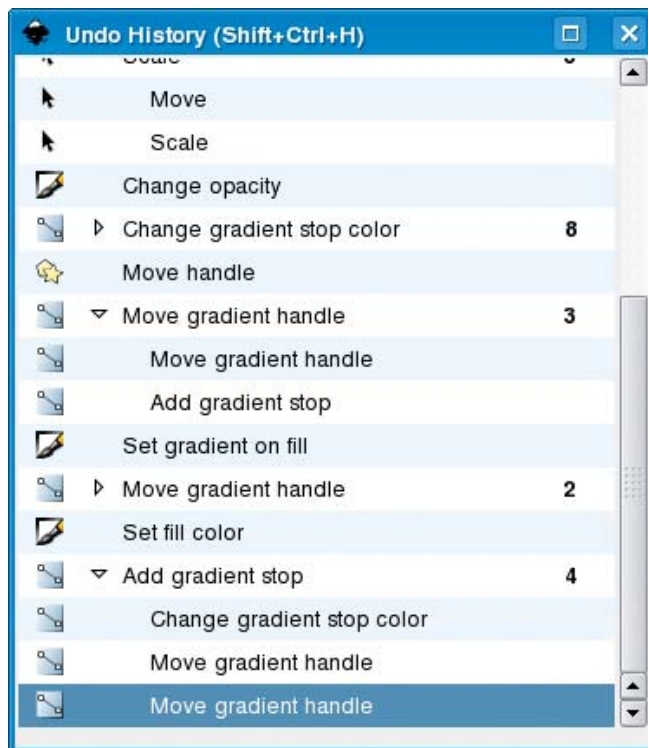 Undo History (Shift+Ctrl+H)
Scale
Move
Scale
Change opacity
Change gradient stop color 8
Move handle
Move gradient handle 3
Move gradient handle
Add gradient stop
Set gradient on fill
Move gradient handle 2
Set fill color
Add gradient stop 4
Change gradient stop color
Move gradient handle
Move gradient handle